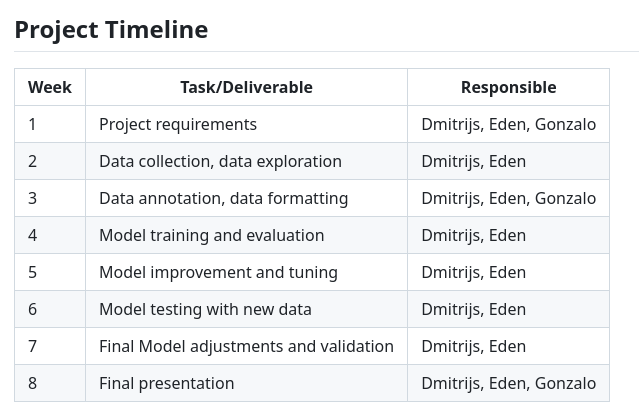 Project Timeline
Week Task/Deliverable Responsible
1 Project requirements Dmitrijs, Eden, Gonzalo
2 Data collection, data exploration Dmitrijs, Eden
3 Data annotation, data formatting Dmitrijs, Eden, Gonzalo
4 Model training and evaluation Dmitrijs, Eden
5 Model improvement and tuning Dmitrijs, Eden
6 Model testing with new data Dmitrijs, Eden
7 Final Model adjustments and validation Dmitrijs, Eden
8 Final presentation Dmitrijs, Eden, Gonzalo